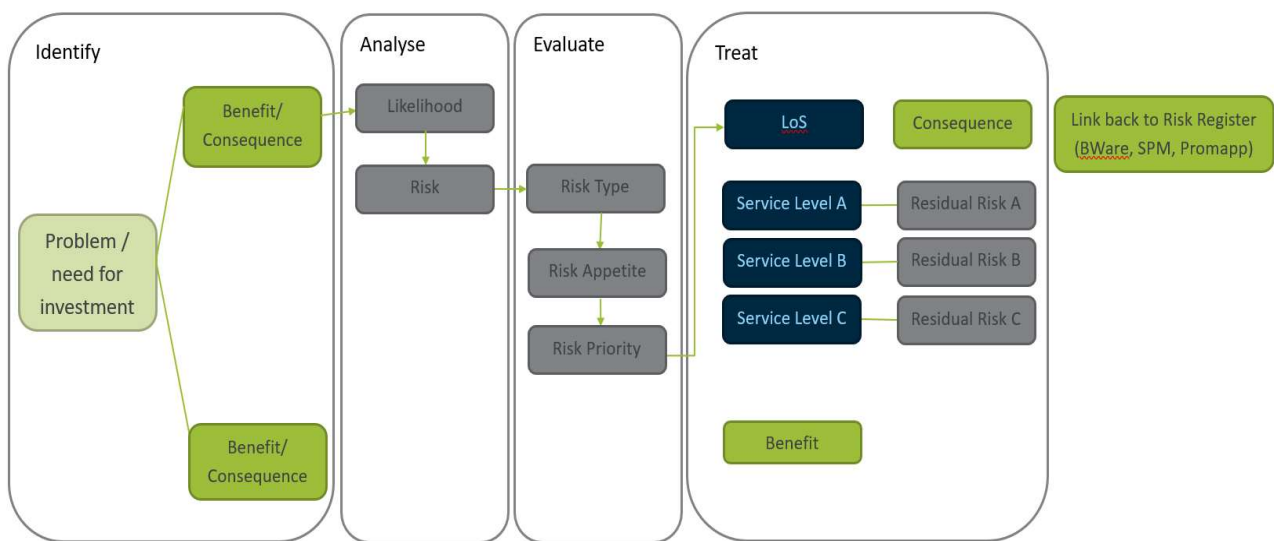 Identify
Problem /
need for
investment
Benefit/
Consequence
Benefit/
Consequence
Analyse
Likelihood
Risk
Evaluate
Risk Type
Risk Appetite
Risk Priority
Treat
LoS
Consequence
Service Level A
Residual Risk A
Service Level B
Residual Risk B
Service Level C
Residual Risk C
Benefit
Link back to Risk Register
(BWare, SPM, Promapp)